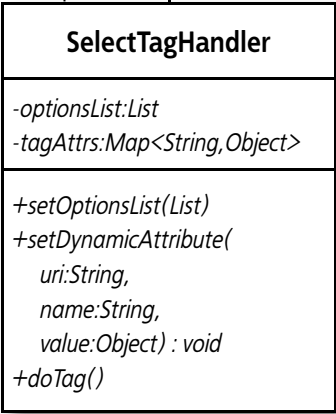 SelectTagHandler
-optionsList:List
-tagAttrs:Map<String,Object>
+setOptionsList(List)
+setDynamicAttribute(
uri:String,
name:String,
value:Object) : void
+doTag()